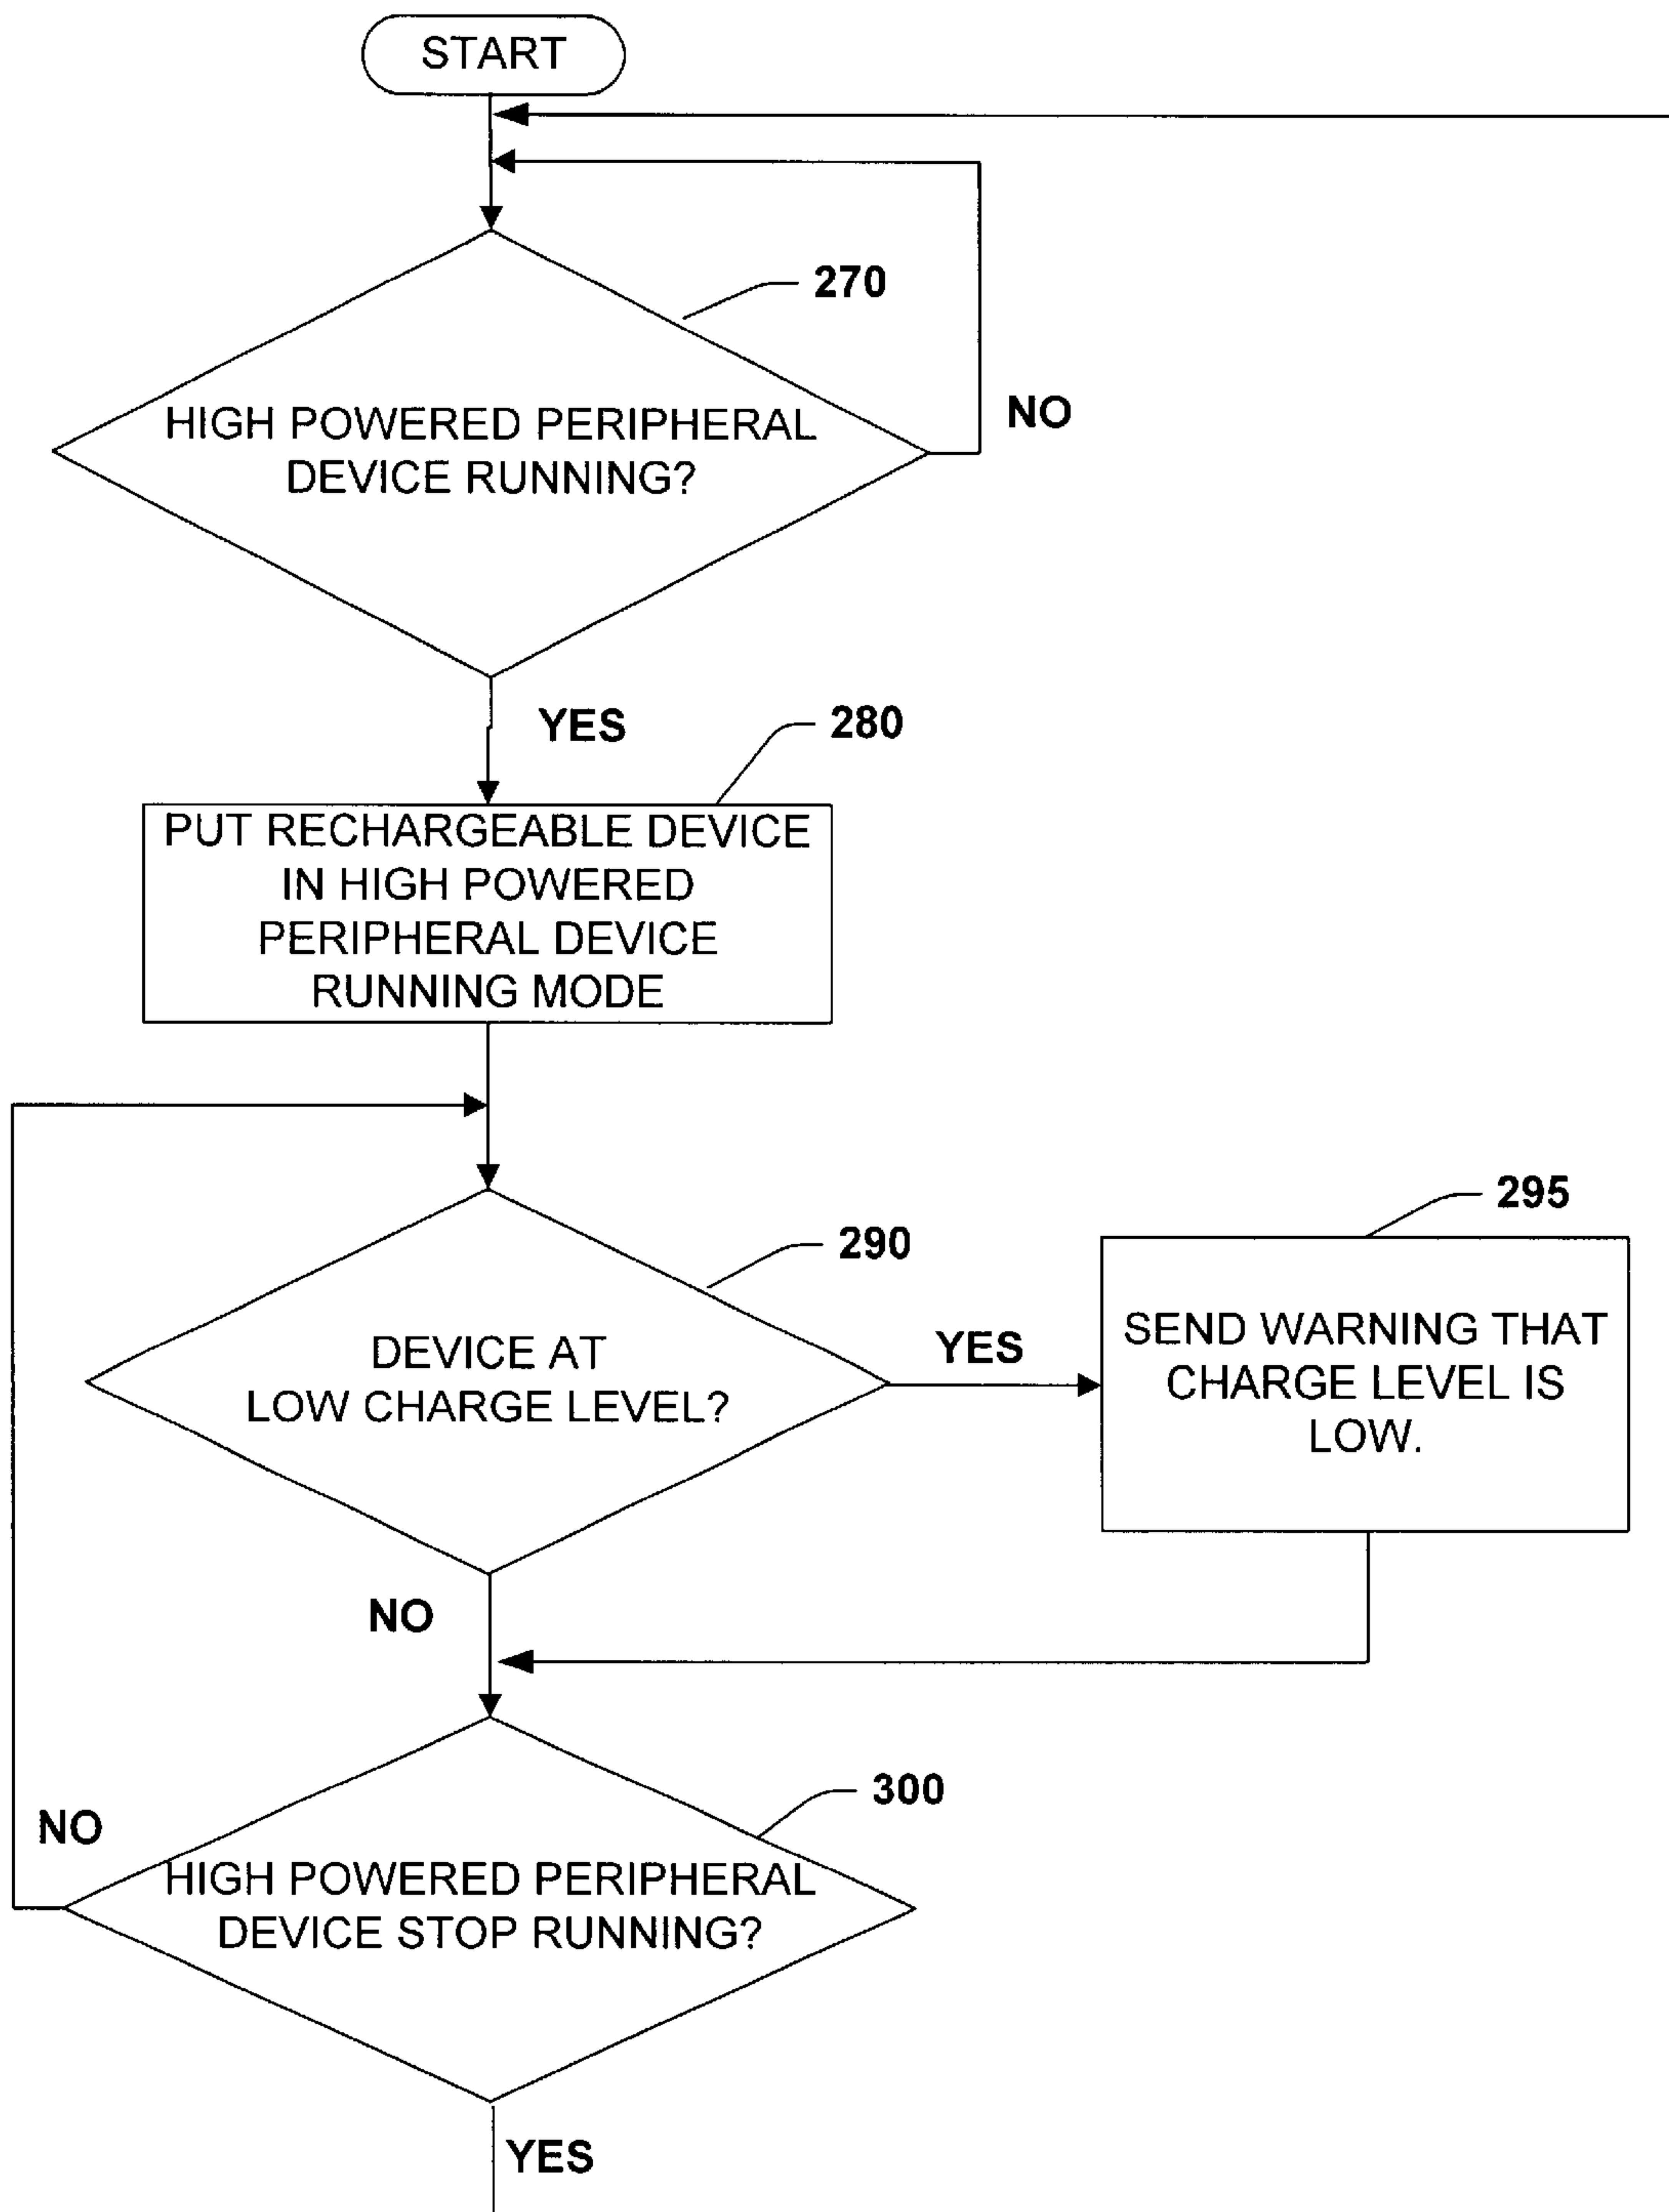 START
270
HIGH POWERED PERIPHERAL
DEVICE RUNNING?
NO
YES
280
PUT RECHARGEABLE DEVICE
IN HIGH POWERED
PERIPHERAL DEVICE
RUNNING MODE
290
DEVICE AT
LOW CHARGE LEVEL?
YES
295
SEND WARNING THAT
CHARGE LEVEL IS
LOW.
NO
300
NO
HIGH POWERED PERIPHERAL
DEVICE STOP RUNNING?
YES